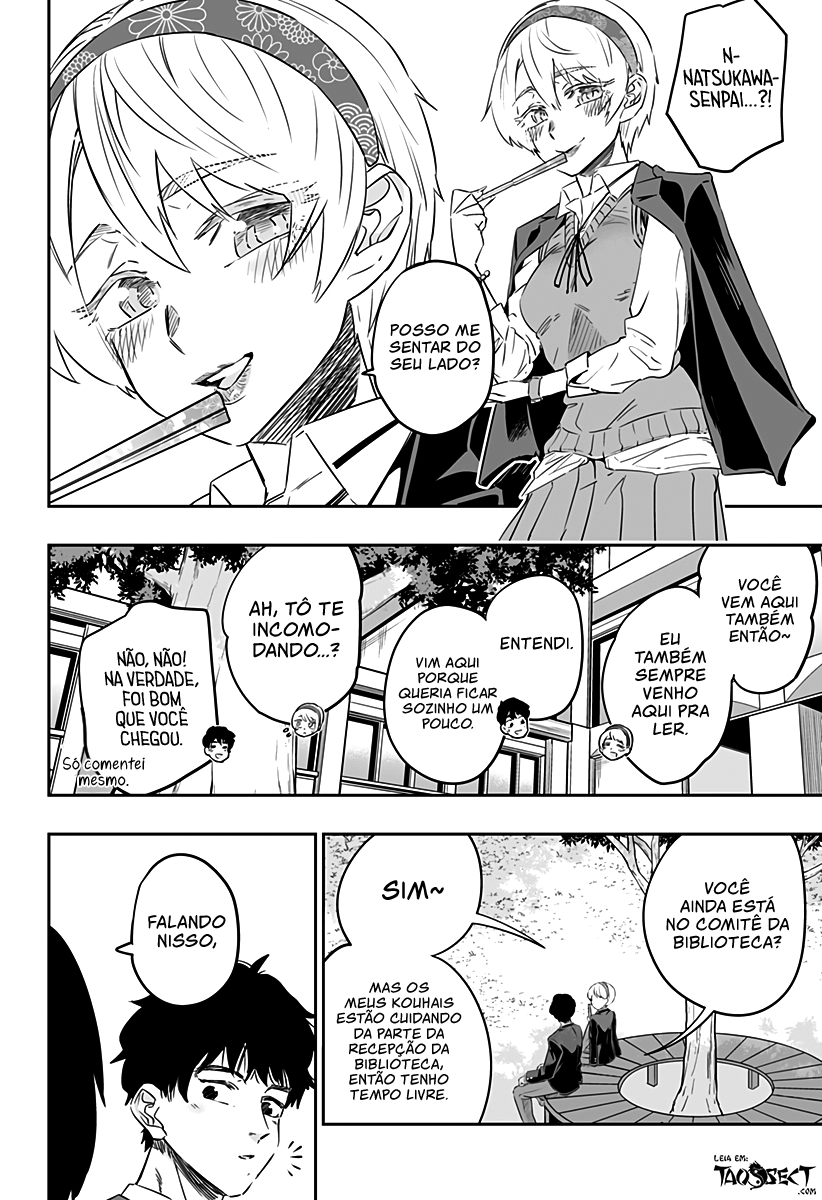 N-
NATSUKAWA-
SENPAI...?!
POSSO ME
SENTAR DO
SEU LADO?
VOCÊ
VEM AQUI
TAMBÉM
ENTÃO~
EU
TAMBÉM
SEMPRE
VENHO
AQUI PRA
LER.
ENTENDI.
VIM AQUI
PORQUE
QUERIA FICAR
SOZINHO UM
POUCO.
AH, TÔ TE
INCOMO-
DANDO...?
NÃO, NÃO!
NA VERDADE,
FOI BOM
QUE VOCÊ
CHEGOU.
Só comentei
mesmo.
VOCÊ
AINDA ESTÁ
NO COMITÊ DA
BIBLIOTECA?
SIM~
MAS OS
MEUS KOUHAIS
ESTÃO CUIDANDO
DA PARTE DA
RECEPÇÃO DA
BIBLIOTECA,
ENTÃO TENHO
TEMPO LIVRE.
FALANDO
NISSO,
LEIA EM:
TAOSECT
.COM